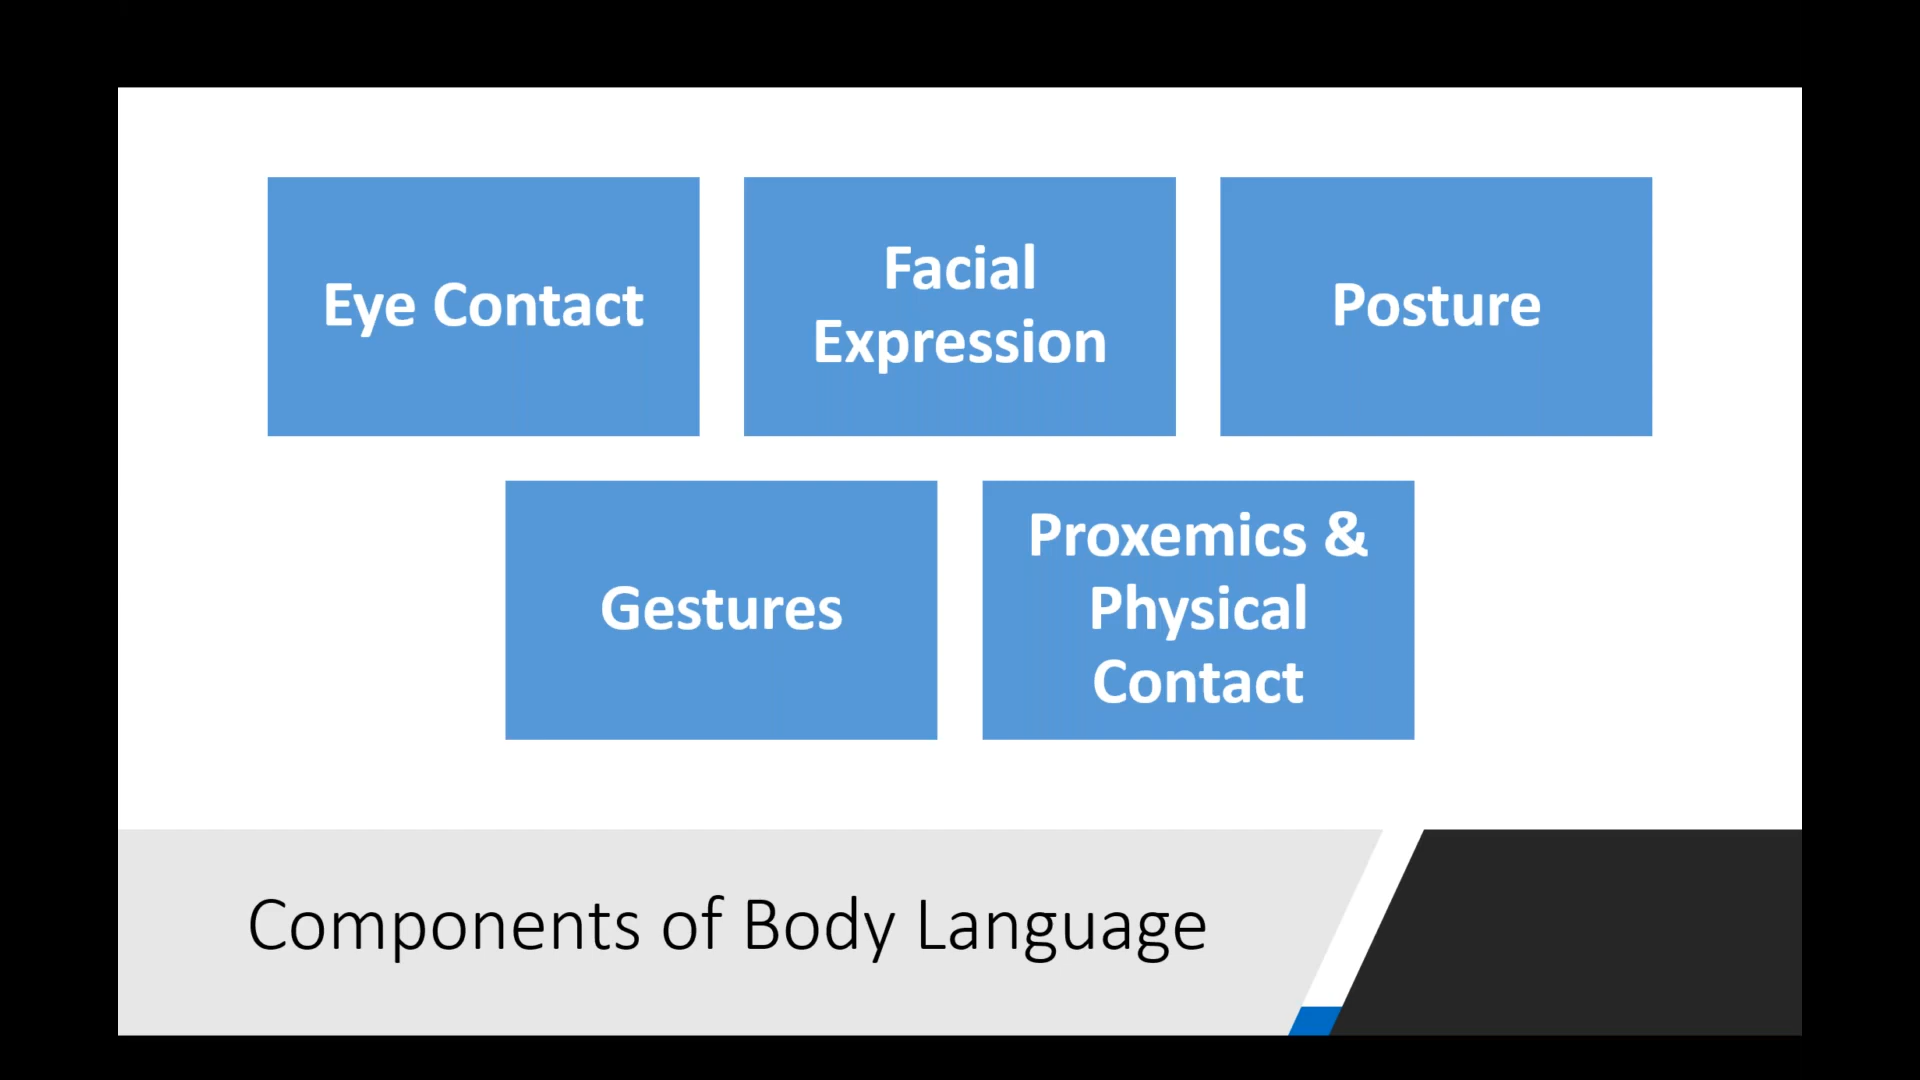 Eye Contact
Facial
Expression
Posture
Gestures
Proxemics &
Physical
Contact
Components of Body Language